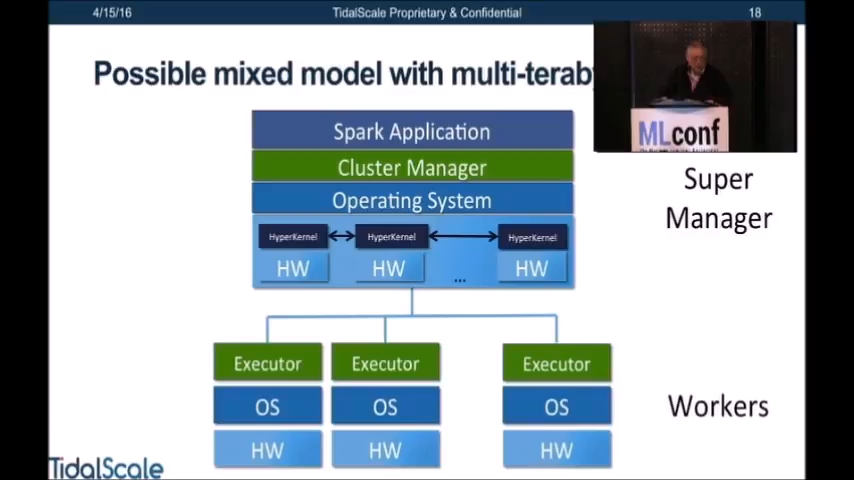 4/15/16 TidalScale Proprietary & Confidential 18
Possible mixed model with multi-teraby
MLconf
Spark Application
Cluster Manager
Operating System
Super
Manager
HyperKernel HyperKernel HyperKernel
HW HW ... HW
Executor Executor Executor
OS OS OS
Workers
HW HW HW
TidalScale